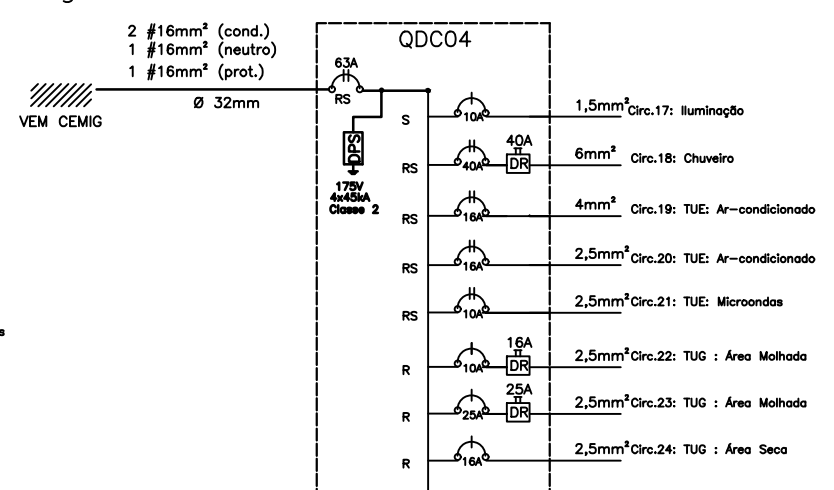 2 #16mm² (cond.)
1 #16mm² (neutro)
1 #16mm² (prot.)
Ø 32mm
VEM CEMIG
QDC04
63A
RS
DPS
175V
4x45kA
Classe 2
S
10A
1,5mm² Circ.17: Iluminação
RS
40A
40A
DR
6mm² Circ.18: Chuveiro
RS
16A
4mm² Circ.19: TUE: Ar-condicionado
RS
16A
2,5mm² Circ.20: TUE: Ar-condicionado
RS
10A
2,5mm² Circ.21: TUE: Microondas
s
R
10A
16A
DR
2,5mm² Circ.22: TUG : Área Molhada
R
25A
25A
DR
2,5mm² Circ.23: TUG : Área Molhada
R
16A
2,5mm² Circ.24: TUG : Área Seca